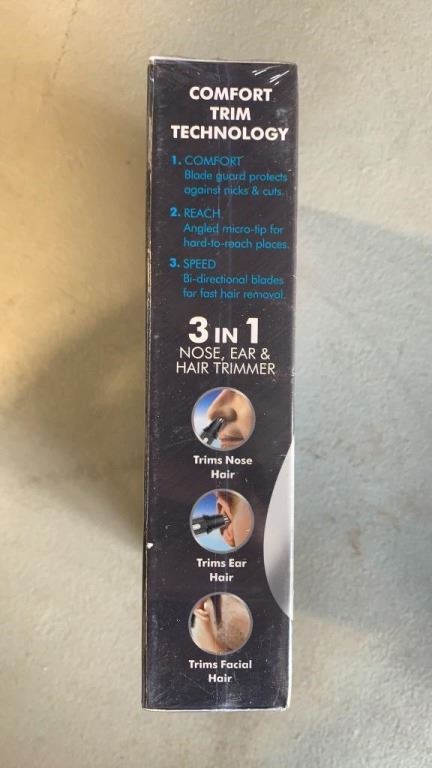 COMFORT
TRIM
TECHNOLOGY
1. COMFORT
Blade guard protects
against nicks & cuts.
2. REACH
Angled micro-tip for
hard-to-reach places.
3. SPEED
Bi-directional blades
for fast hair removal.
3 IN 1
NOSE, EAR &
HAIR TRIMMER
Trims Nose
Hair
Trims Ear
Hair
Trims Facial
Hair